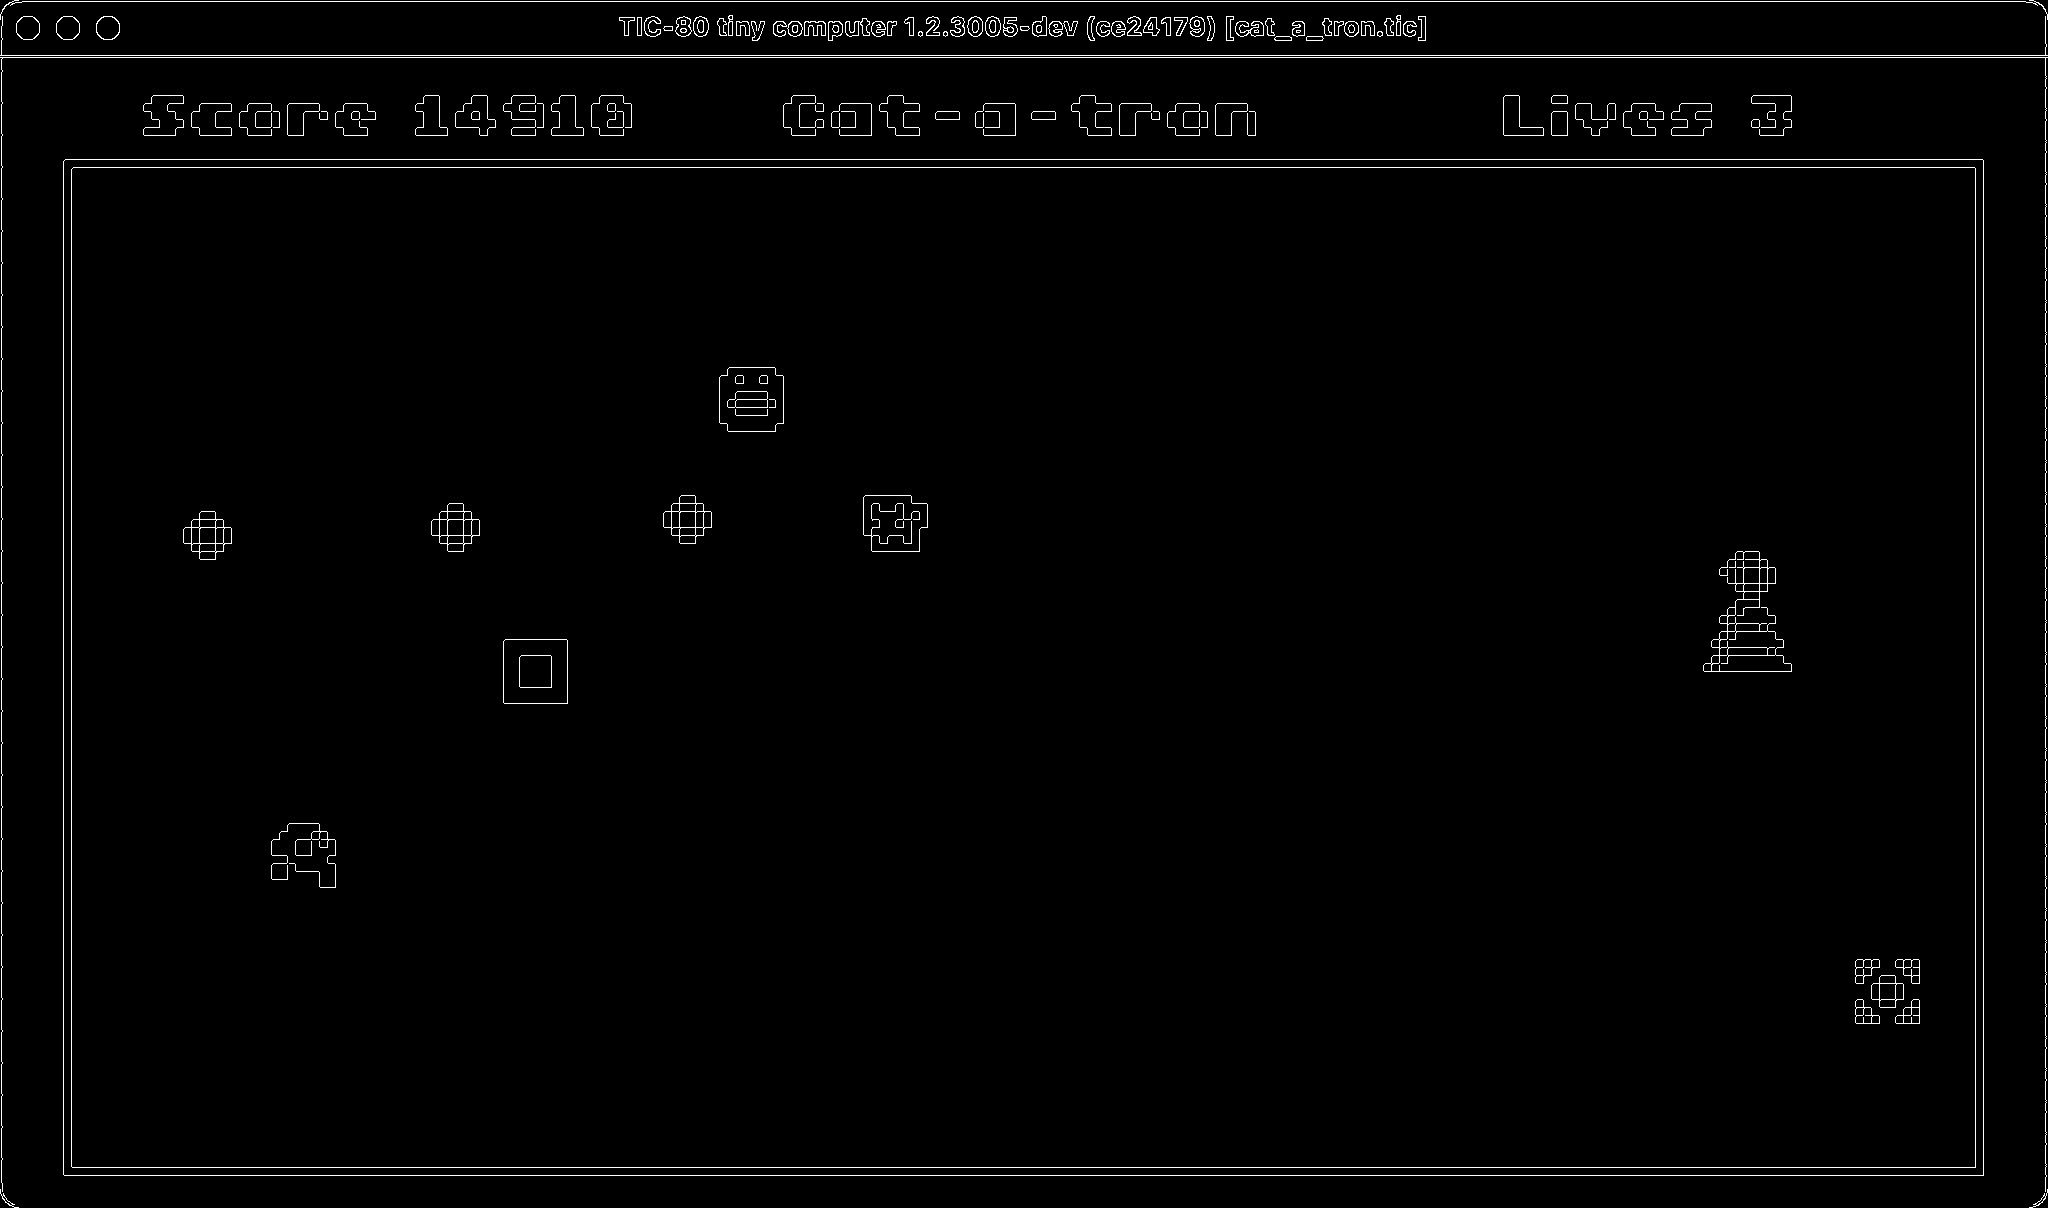 TIC-80 tiny computer 1.2.3005-dev (ce24179) [cat_a_tron.tic]
Score 14910 Cat-a-tron Lives 3